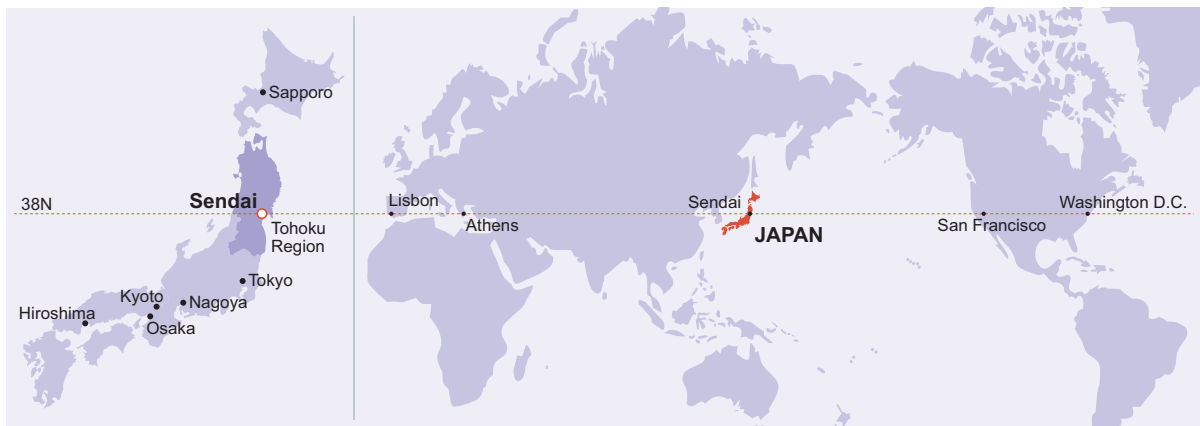 Sapporo
38N
Sendai
Tohoku
Region
Tokyo
Kyoto
Nagoya
Hiroshima
Osaka
Lisbon
Athens
Sendai
JAPAN
San Francisco
Washington D.C.